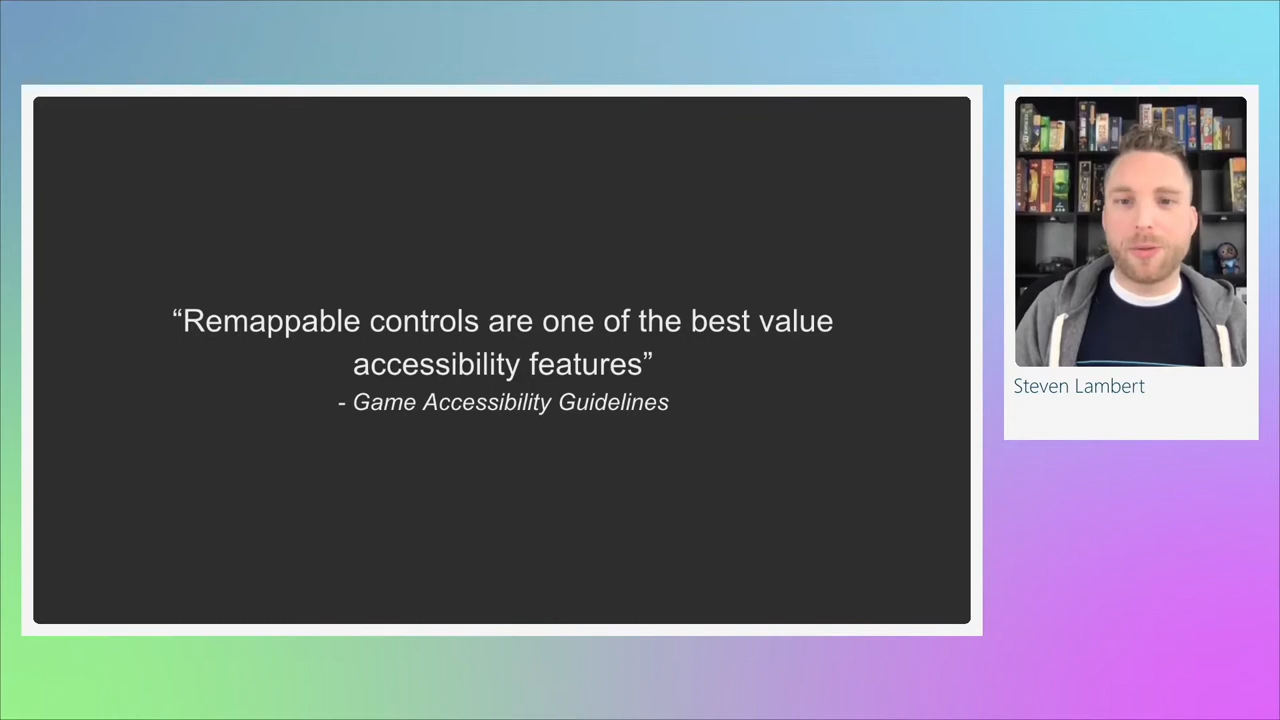 “Remappable controls are one of the best value
accessibility features”
- Game Accessibility Guidelines
Steven Lambert